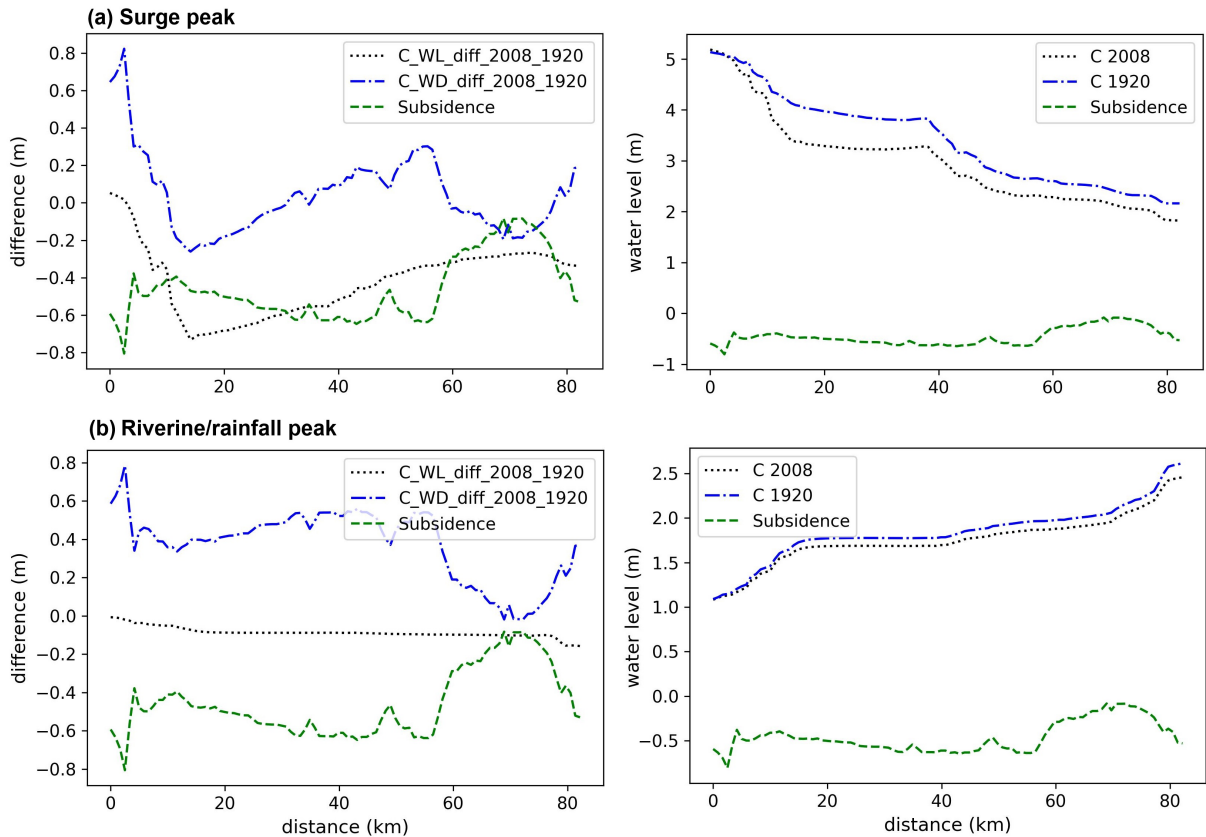 (a) Surge peak
C_WL_diff_2008_1920
C_WD_diff_2008_1920
Subsidence
difference (m)
0.8
0.6
0.4
0.2
0.0
−0.2
−0.4
−0.6
−0.8
0 20 40 60 80
C 2008
C 1920
Subsidence
water level (m)
5
4
3
2
1
0
−1
0 20 40 60 80
(b) Riverine/rainfall peak
C_WL_diff_2008_1920
C_WD_diff_2008_1920
Subsidence
difference (m)
0.8
0.6
0.4
0.2
0.0
−0.2
−0.4
−0.6
−0.8
0 20 40 60 80
distance (km)
C 2008
C 1920
Subsidence
water level (m)
2.5
2.0
1.5
1.0
0.5
0.0
−0.5
0 20 40 60 80
distance (km)